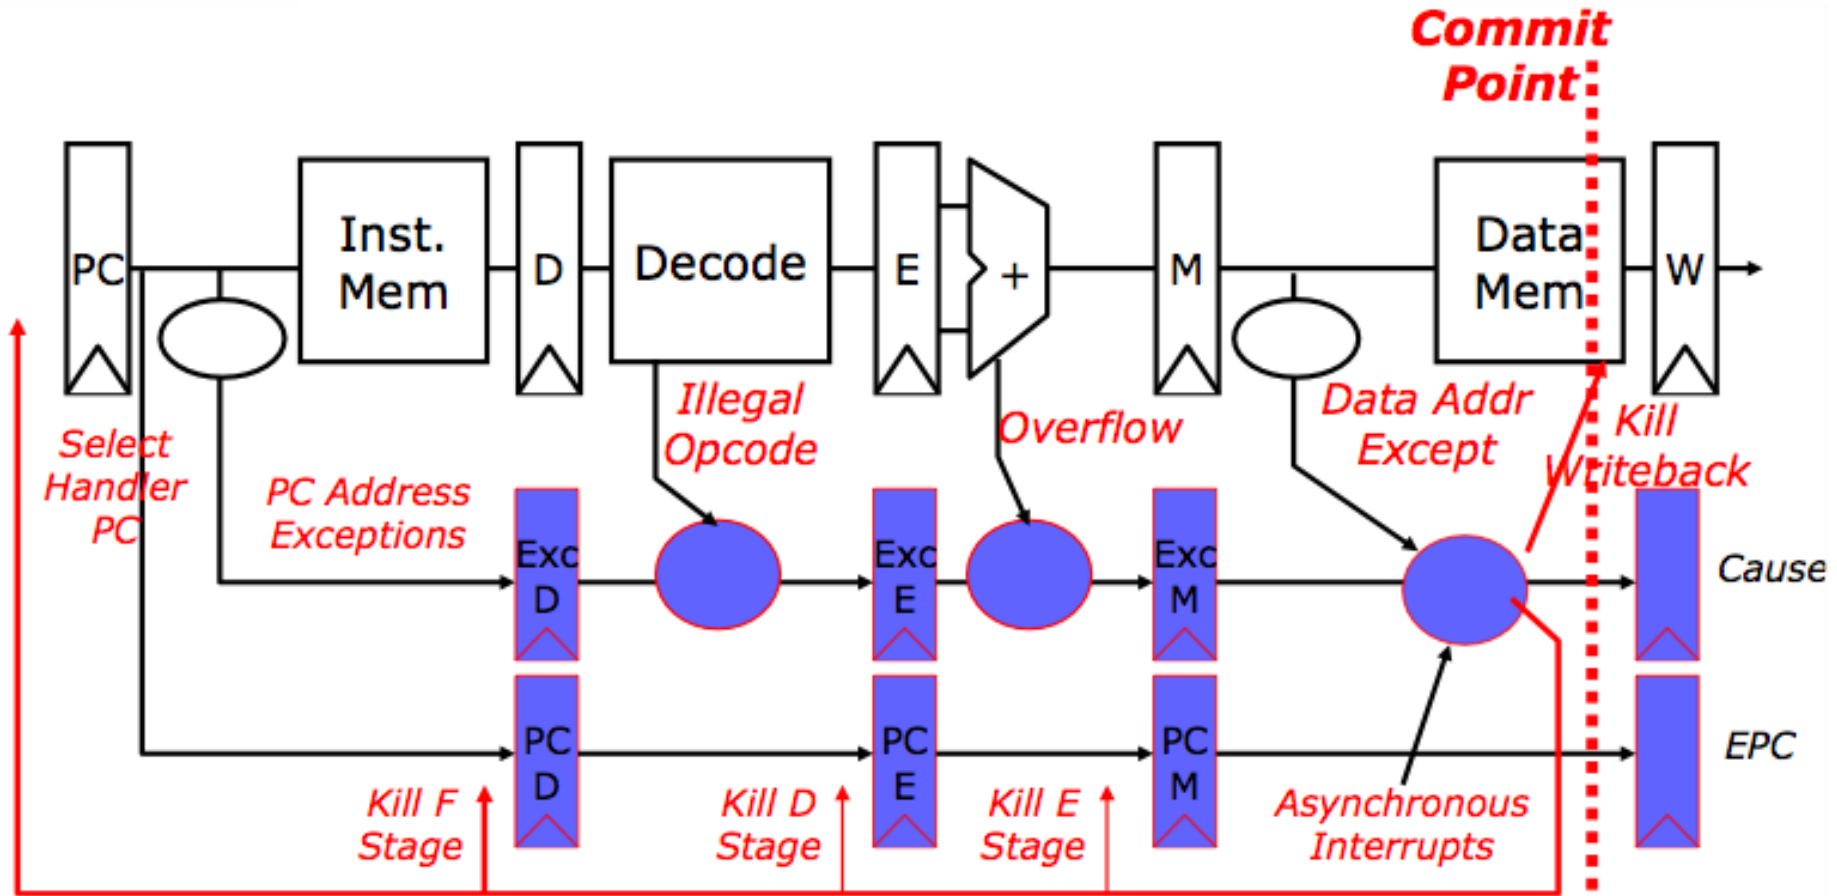 Commit
Point
PC
Inst.
Mem
D
Decode
E
+
M
Data
Mem
W
Select
Handler
PC
PC Address
Exceptions
Illegal
Opcode
Overflow
Data Addr
Except
Kill
Writeback
Exc
D
Exc
E
Exc
M
Cause
PC
D
PC
E
PC
M
EPC
Kill F
Stage
Kill D
Stage
Kill E
Stage
Asynchronous
Interrupts